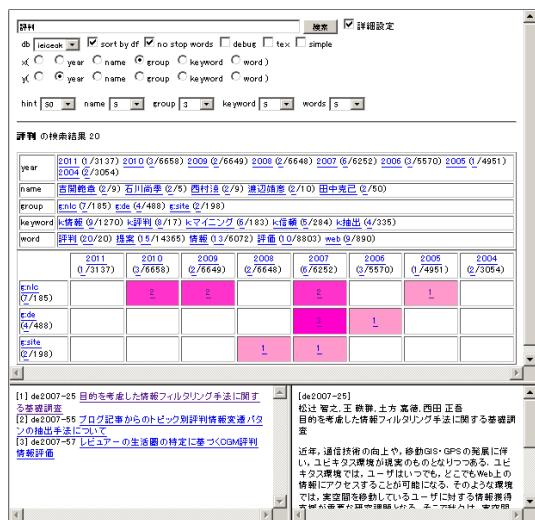 評判 検索 詳細設定
db ieiceak sort by df no stop words debug tex simple
x( year name group keyword word )
y( year name group keyword word )
hint 50 name 5 group 3 keyword 5 words 5
評判 の検索結果 20
year 2011 (1/3137) 2010 (3/6658) 2009 (2/6649) 2008 (2/6648) 2007 (6/6252) 2006 (3/5570) 2005 (1/4951)
2004 (2/3054)
name 吉関範章 (2/9) 石川尚季 (2/5) 西村涼 (2/9) 渡辺靖彦 (2/10) 田中克己 (2/50)
group g:nlc (7/185) g:de (4/488) g:site (2/198)
keyword k:情報 (9/1270) k:評判 (8/17) k:マイニング (6/183) k:信頼 (5/284) k:抽出 (4/335)
word 評判 (20/20) 提案 (15/14365) 情報 (13/6072) 評価 (10/8803) web (9/890)
2011 2010 2009 2008 2007 2006 2005 2004
(1/3137) (3/6658) (2/6649) (2/6648) (6/6252) (3/5570) (1/4951) (2/3054)
g:nlc
(7/185) 2 2 2 1
g:de
(4/488) 3 1
g:site
(2/198) 1 1
[1] de2007-25 目的を考慮した情報フィルタリング手法に関す
る基礎調査
[2] de2007-55 ブログ記事からのトピック別評判情報変遷パタ
ンの抽出手法について
[3] de2007-57 レビュアーの生活圏の特定に基づくCGM評判
情報評価
[de2007-25]
松辻 智之, 王 軼群, 土方 嘉徳, 西田 正吾
目的を考慮した情報フィルタリング手法に関する基礎調
査
近年, 通信技術の向上や, 移動GIS・GPSの発展に伴
い, ユビキタス環境が現実のものとなりつつある. ユビ
キタス環境では, ユーザはいつでも, どこでもWeb上の
情報にアクセスすることが可能になる. そのような環境
では, 実空間を移動しているユーザに対する情報獲得